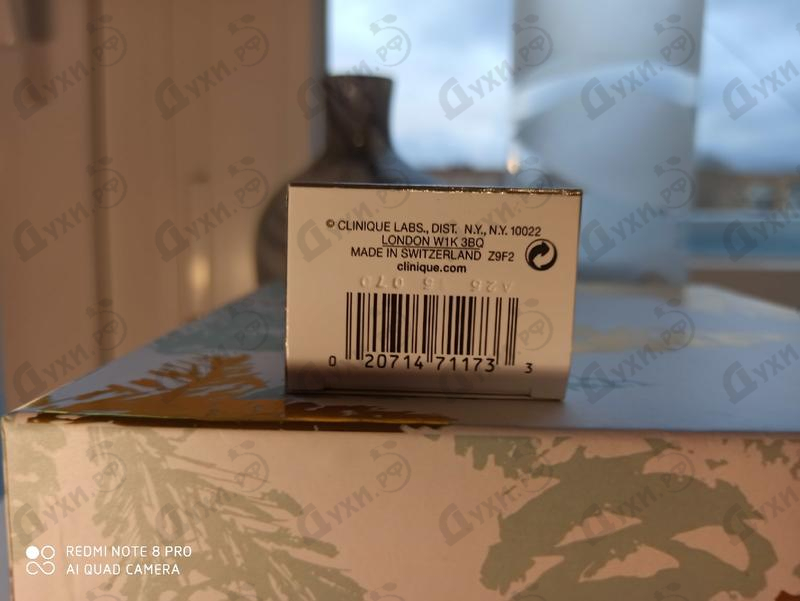 © CLINIQUE LABS., DIST. N.Y., N.Y. 10022
LONDON W1K 3BQ
MADE IN SWITZERLAND Z9F2
clinique.com
0 20714 71173 3
REDMI NOTE 8 PRO
AI QUAD CAMERA
Духи.рф